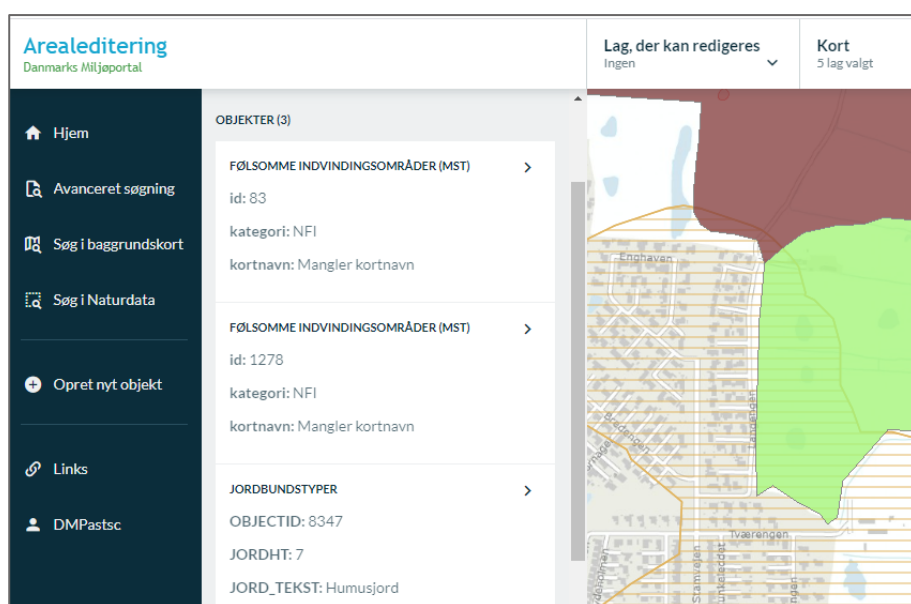 Arealeditering
Danmarks Miljøportal
Lag, der kan redigeres
Ingen
Kort
5 lag valgt
Hjem
Avanceret søgning
Søg i baggrundskort
Søg i Naturdata
Opret nyt objekt
Links
DMPastsc
OBJEKTER (3)
FØLSOMME INDVINDINGSOMRÅDER (MST)
id: 83
kategori: NFI
kortnavn: Mangler kortnavn
FØLSOMME INDVINDINGSOMRÅDER (MST)
id: 1278
kategori: NFI
kortnavn: Mangler kortnavn
JORDBUNDSTYPER
OBJECTID: 8347
JORDHT: 7
JORD_TEKST: Humusjord
Enghaven
Langengen
Bredengen
Tværengen
Stamvejen